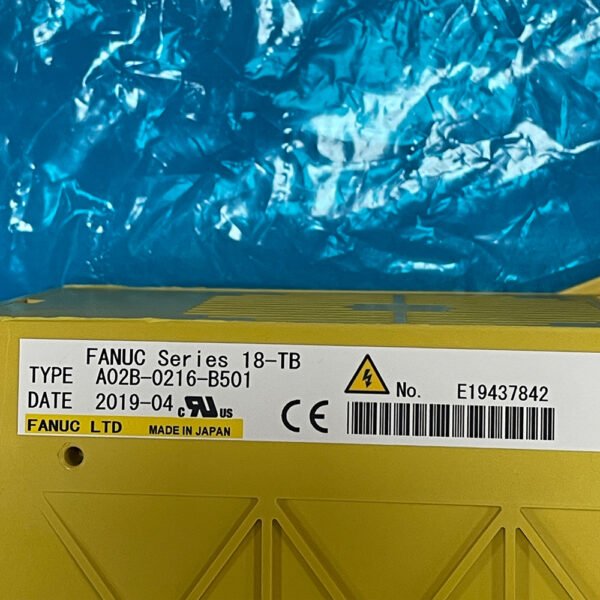 FANUC Series 18-TB
TYPE A02B-0216-B501
DATE 2019-04 c RU US
FANUC LTD MADE IN JAPAN
CE
No. E19437842